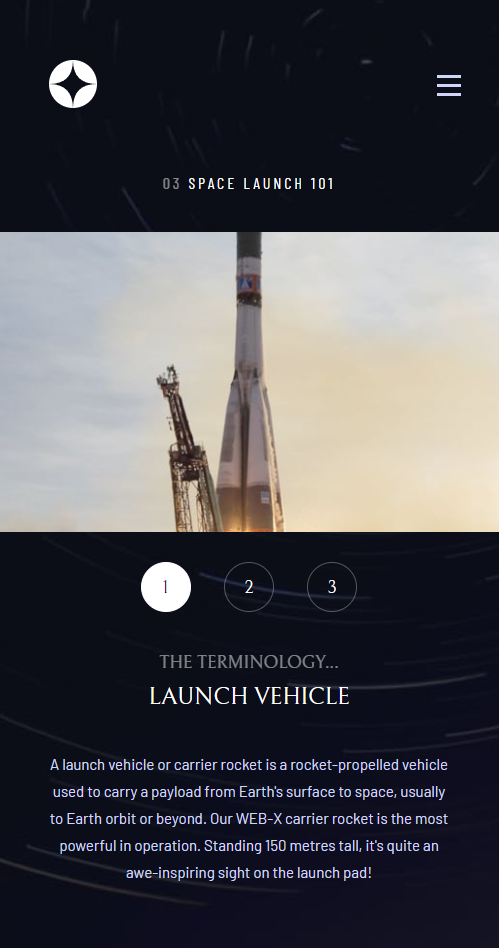 03 SPACE LAUNCH 101
1 2 3
THE TERMINOLOGY...
LAUNCH VEHICLE
A launch vehicle or carrier rocket is a rocket-propelled vehicle
used to carry a payload from Earth's surface to space, usually
to Earth orbit or beyond. Our WEB-X carrier rocket is the most
powerful in operation. Standing 150 metres tall, it's quite an
awe-inspiring sight on the launch pad!